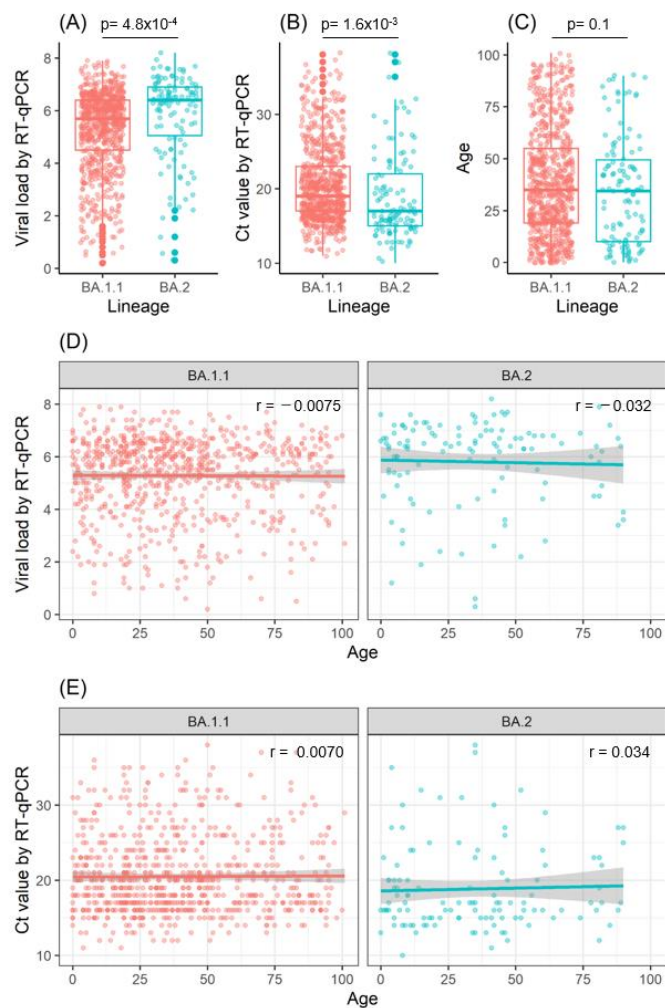 (A)
p= 4.8x10-4
Viral load by RT-qPCR
8
6
4
2
0
BA.1.1
BA.2
Lineage
(B)
p= 1.6x10-3
Ct value by RT-qPCR
30
20
10
BA.1.1
BA.2
Lineage
(C)
p= 0.1
Age
100
75
50
25
0
BA.1.1
BA.2
Lineage
(D)
BA.1.1
BA.2
r = −0.0075
r = −0.032
Viral load by RT-qPCR
8
6
4
2
0
0
25
50
75
100
0
25
50
75
100
Age
(E)
BA.1.1
BA.2
r = 0.0070
r = 0.034
Ct value by RT-qPCR
30
20
10
0
25
50
75
100
0
25
50
75
100
Age